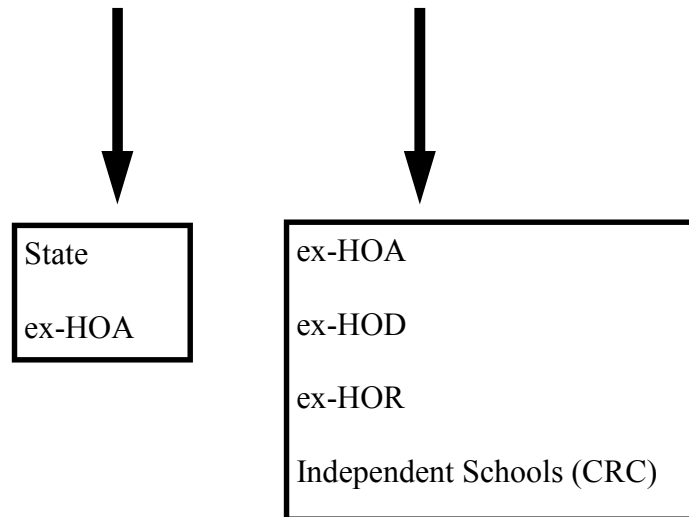 State
ex-HOA
ex-HOA
ex-HOD
ex-HOR
Independent Schools (CRC)